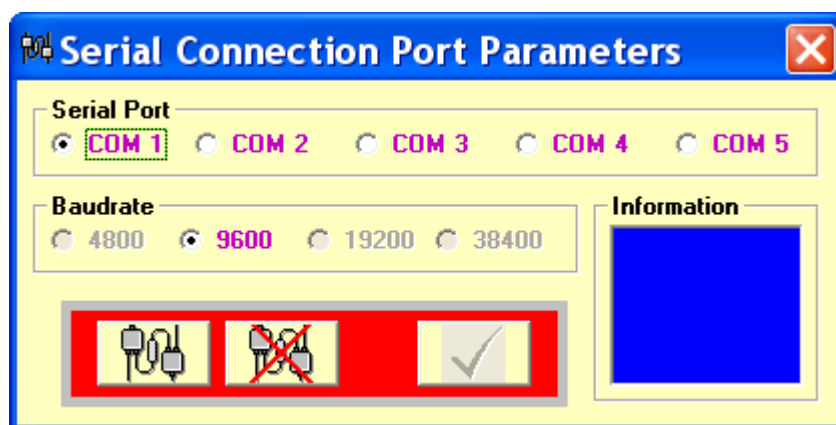 Serial Connection Port Parameters
Serial Port
COM 1 COM 2 COM 3 COM 4 COM 5
Baudrate
4800 9600 19200 38400
Information